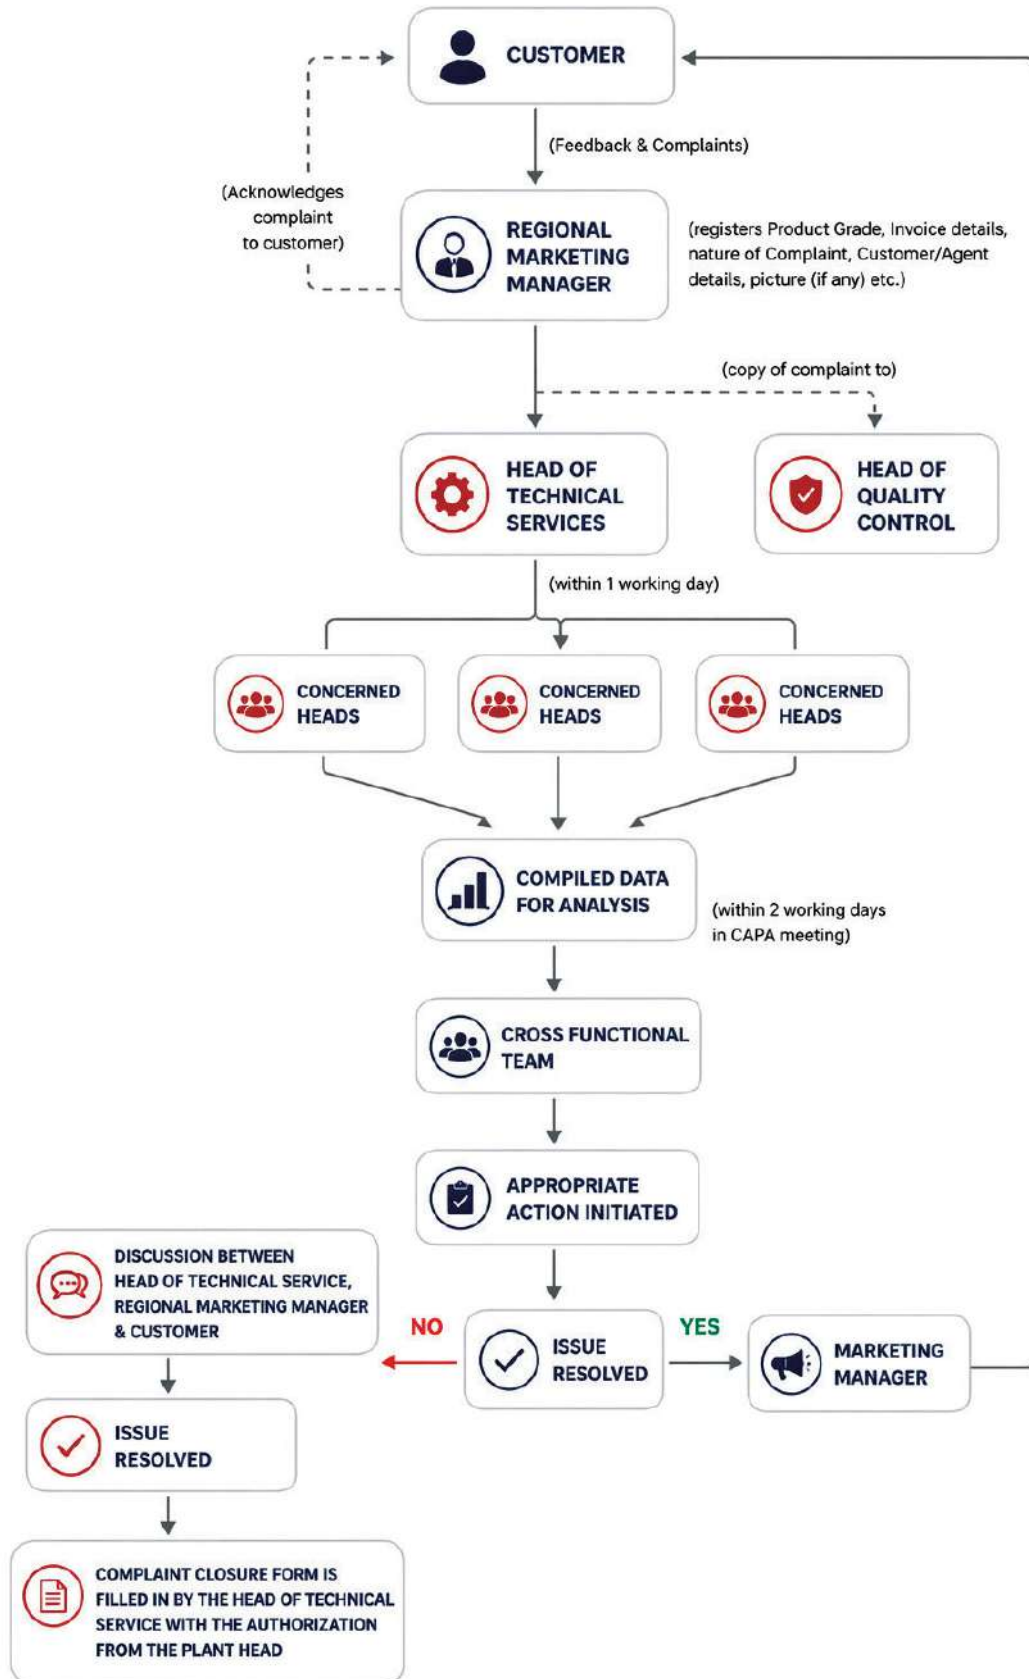 CUSTOMER
(Feedback & Complaints)
(Acknowledges
complaint
to customer)
REGIONAL
MARKETING
MANAGER
(registers Product Grade, Invoice details,
nature of Complaint, Customer/Agent
details, picture (if any) etc.)
(copy of complaint to)
HEAD OF
TECHNICAL
SERVICES
HEAD OF
QUALITY
CONTROL
(within 1 working day)
CONCERNED
HEADS
CONCERNED
HEADS
CONCERNED
HEADS
COMPILED DATA
FOR ANALYSIS
(within 2 working days
in CAPA meeting)
CROSS FUNCTIONAL
TEAM
APPROPRIATE
ACTION INITIATED
DISCUSSION BETWEEN
HEAD OF TECHNICAL SERVICE,
REGIONAL MARKETING MANAGER
& CUSTOMER
NO
ISSUE
RESOLVED
YES
MARKETING
MANAGER
ISSUE
RESOLVED
COMPLAINT CLOSURE FORM IS
FILLED IN BY THE HEAD OF TECHNICAL
SERVICE WITH THE AUTHORIZATION
FROM THE PLANT HEAD